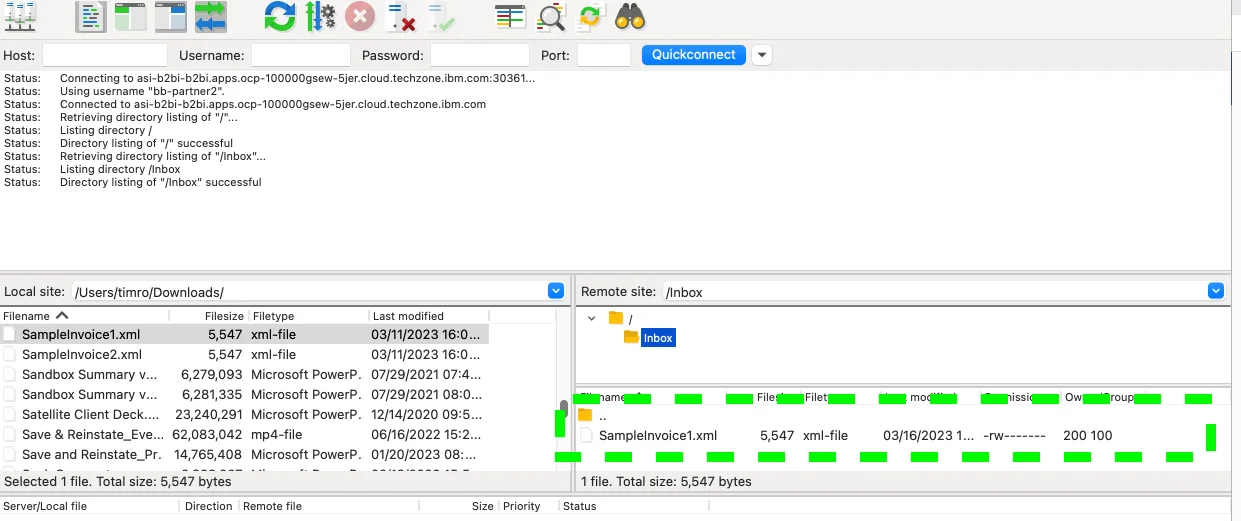 Host: Username: Password: Port: Quickconnect
Status: Connecting to asi-b2bi-b2bi.apps.ocp-100000gsew-5jer.cloud.techzone.ibm.com:30361...
Status: Using username "bb-partner2".
Status: Connected to asi-b2bi-b2bi.apps.ocp-100000gsew-5jer.cloud.techzone.ibm.com
Status: Retrieving directory listing of "/"...
Status: Listing directory /
Status: Directory listing of "/" successful
Status: Retrieving directory listing of "/Inbox"...
Status: Listing directory /Inbox
Status: Directory listing of "/Inbox" successful
Local site: /Users/timro/Downloads/
Filename Filesize Filetype Last modified
SampleInvoice1.xml 5,547 xml-file 03/11/2023 16:0...
SampleInvoice2.xml 5,547 xml-file 03/11/2023 16:0...
Sandbox Summary v... 6,279,093 Microsoft PowerP. 07/29/2021 07:4...
Sandbox Summary v... 6,281,335 Microsoft PowerP. 07/29/2021 08:0...
Satellite Client Deck.... 23,240,291 Microsoft PowerP. 12/14/2020 09:5...
Save & Reinstate_Eve... 62,083,042 mp4-file 06/16/2022 15:2...
Save and Reinstate_Pr. 14,765,408 Microsoft PowerP. 01/20/2023 08:...
Selected 1 file. Total size: 5,547 bytes
Remote site: /Inbox
/
Inbox
..
SampleInvoice1.xml 5,547 xml-file 03/16/2023 1... -rw------- 200 100
1 file. Total size: 5,547 bytes
Server/Local file Direction Remote file Size Priority Status